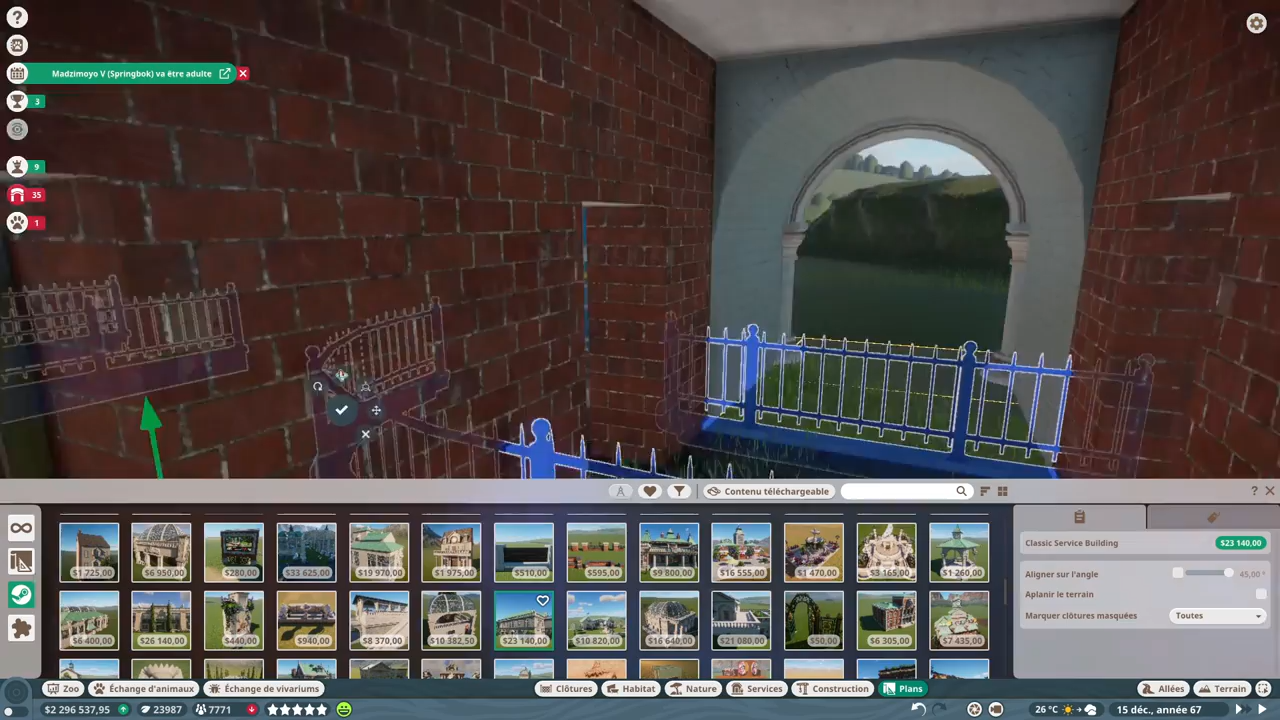 ?
Madzimoyo V (Springbok) va être adulte
3
9
35
1
Contenu téléchargeable
? ×
$1 725,00
$6 950,00
$280,00
$33 625,00
$19 970,00
$1 975,00
$510,00
$595,00
$9 800,00
$16 555,00
$1 470,00
$3 165,00
$1 260,00
$6 400,00
$26 140,00
$440,00
$940,00
$8 370,00
$10 382,50
$23 140,00
$10 820,00
$16 640,00
$21 080,00
$50,00
$6 305,00
$7 435,00
Classic Service Building
$23 140,00
Aligner sur l'angle
45,00 °
Aplanir le terrain
Marquer clôtures masquées
Toutes
Zoo
Échange d'animaux
Échange de vivariums
Clôtures
Habitat
Nature
Services
Construction
Plans
Allées
Terrain
$2 296 537,95
23987
7771
26 °C
15 déc., année 67